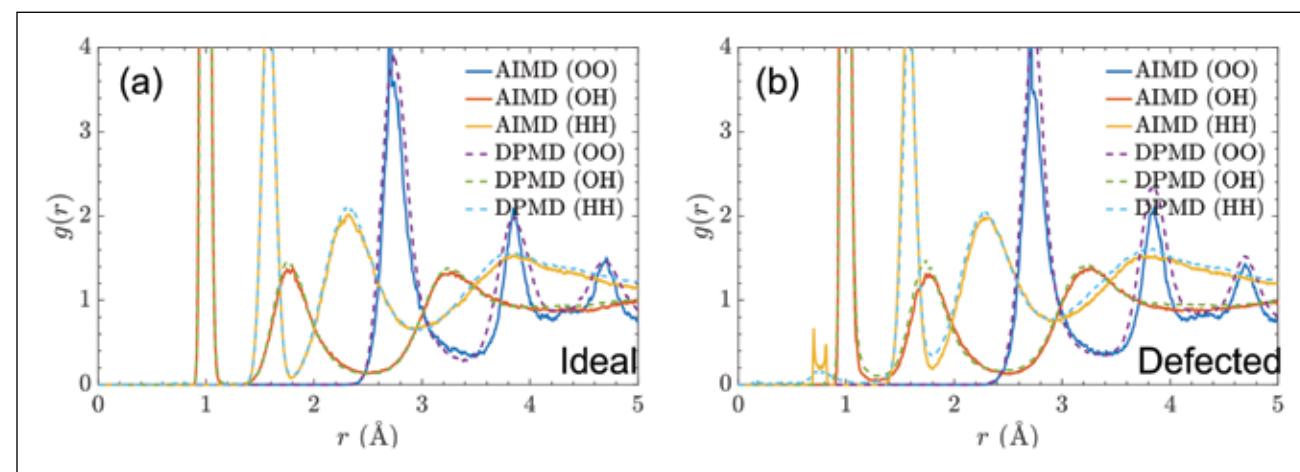 (a)
4
3
2
1
0
g(r)
AIMD (OO)
AIMD (OH)
AIMD (HH)
DPMD (OO)
DPMD (OH)
DPMD (HH)
Ideal
0 1 2 3 4 5
r (Å)
(b)
4
3
2
1
0
g(r)
AIMD (OO)
AIMD (OH)
AIMD (HH)
DPMD (OO)
DPMD (OH)
DPMD (HH)
Defected
0 1 2 3 4 5
r (Å)